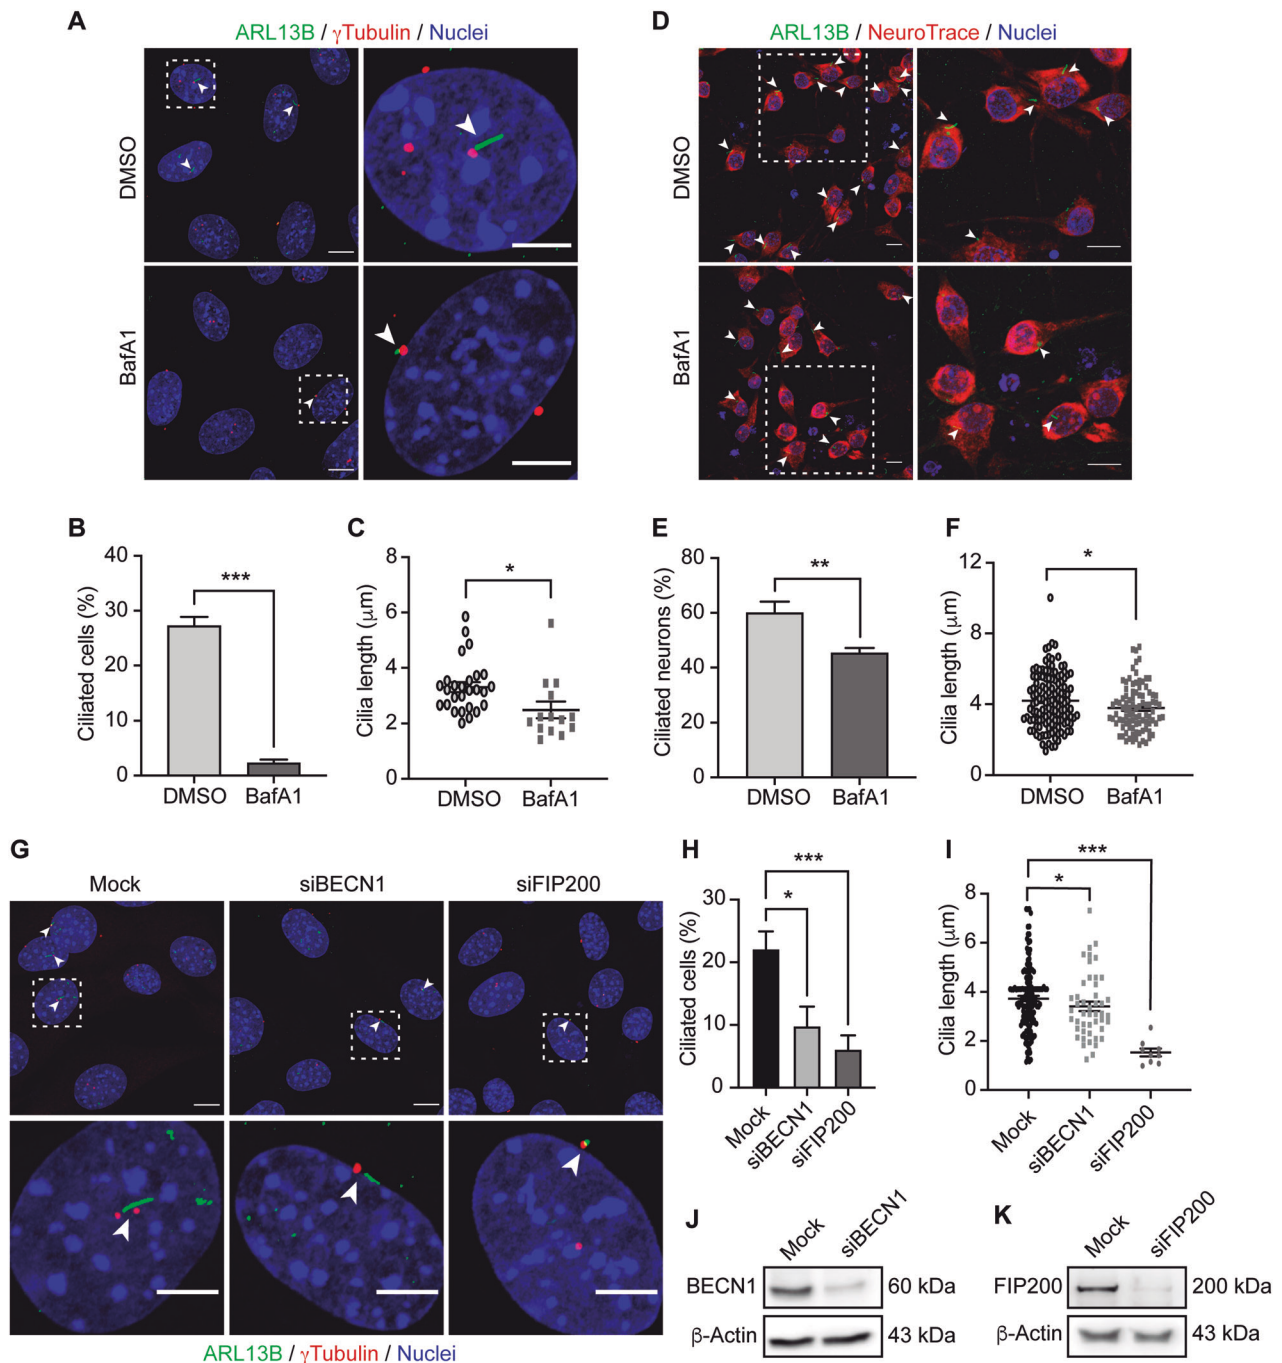 A
ARL13B / γTubulin / Nuclei
DMSO
BafA1
D
ARL13B / NeuroTrace / Nuclei
DMSO
BafA1
B
Ciliated cells (%)
40
30
20
10
0
***
DMSO
BafA1
C
Cilia length (μm)
8
6
4
2
0
*
DMSO
BafA1
E
Ciliated neurons (%)
80
60
40
20
0
**
DMSO
BafA1
F
Cilia length (μm)
12
8
4
0
*
DMSO
BafA1
G
Mock
siBECN1
siFIP200
ARL13B / γTubulin / Nuclei
H
Ciliated cells (%)
30
20
10
0
***
*
Mock
siBECN1
siFIP200
I
Cilia length (μm)
8
6
4
2
0
***
*
Mock
siBECN1
siFIP200
J
Mock
siBECN1
BECN1
60 kDa
β-Actin
43 kDa
K
Mock
siFIP200
FIP200
200 kDa
β-Actin
43 kDa